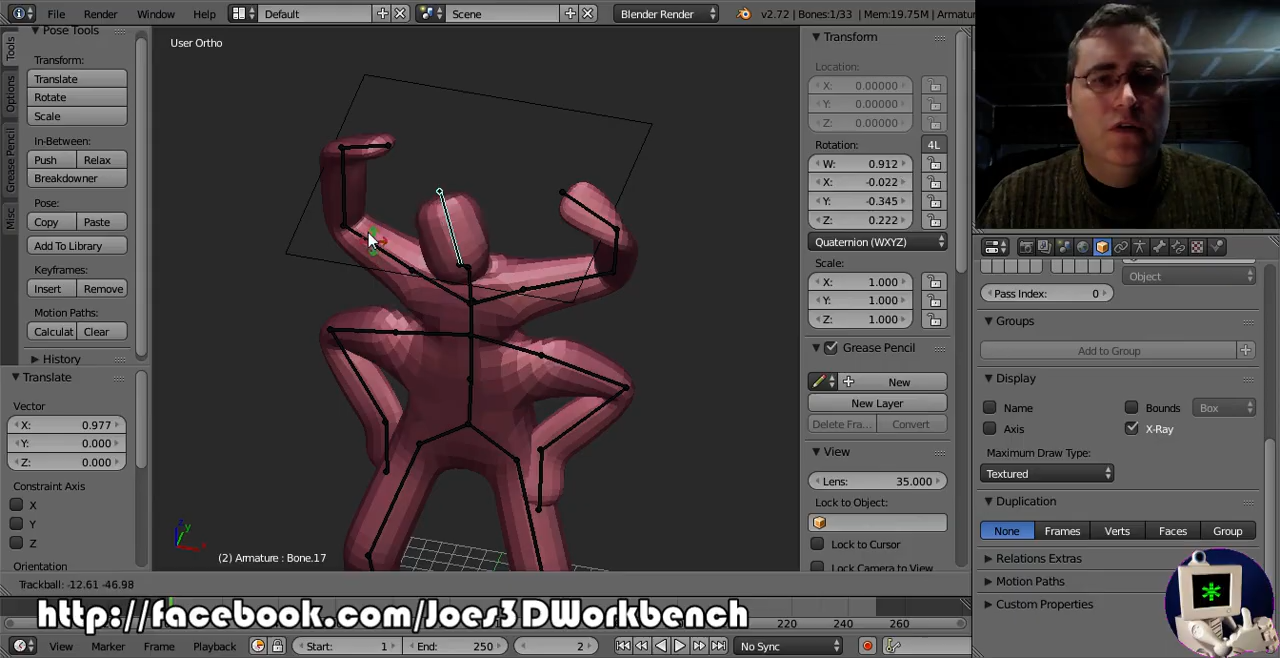 File Render Window Help Default Scene Blender Render v2.72 | Bones:1/33 | Mem:19.75M | Armatur
Tools
Options
Grease Pencil
Misc
Pose Tools
Transform:
Translate
Rotate
Scale
In-Between:
Push Relax
Breakdowner
Pose:
Copy Paste
Add To Library
Keyframes:
Insert Remove
Motion Paths:
Calculat Clear
History
Translate
Vector
X: 0.977
Y: 0.000
Z: 0.000
Constraint Axis
X
Y
Z
Orientation
User Ortho
(2) Armature : Bone.17
Transform
Location:
X: 0.00000
Y: 0.00000
Z: 0.00000
Rotation: 4L
W: 0.912
X: -0.022
Y: -0.345
Z: 0.222
Quaternion (WXYZ)
Scale:
X: 1.000
Y: 1.000
Z: 1.000
Grease Pencil
New
New Layer
Delete Fra... Convert
View
Lens: 35.000
Lock to Object:
Lock to Cursor
Lock Camera to View
Object
Pass Index: 0
Groups
Add to Group
Display
Name Bounds Box
Axis X-Ray
Maximum Draw Type:
Textured
Duplication
None Frames Verts Faces Group
Relations Extras
Motion Paths
Custom Properties
Trackball: -12.61 -46.98
http://facebook.com/Joes3DWorkbench
220 240 260
View Marker Frame Playback Start: 1 End: 250 2 No Sync